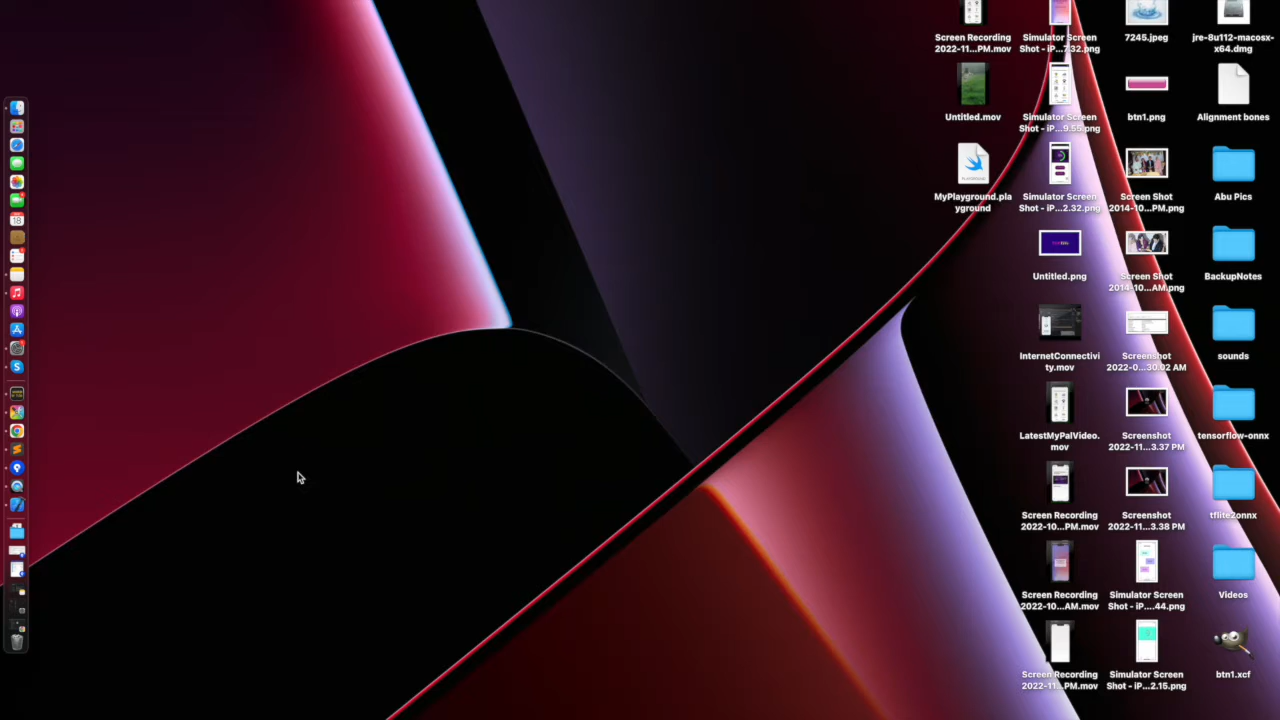 Screen Recording
2022-11...PM.mov
Simulator Screen
Shot - iP...7.32.png
7245.jpeg
jre-8u112-macosx-
x64.dmg
Untitled.mov
Simulator Screen
Shot - iP...9.55.png
btn1.png
Alignment bones
MyPlayground.pla
yground
Simulator Screen
Shot - iP...2.32.png
Screen Shot
2014-10...PM.png
Abu Pics
Untitled.png
Screen Shot
2014-10...AM.png
BackupNotes
InternetConnectivi
ty.mov
Screenshot
2022-0...30.02 AM
sounds
LatestMyPalVideo.
mov
Screenshot
2022-11...3.37 PM
tensorflow-onnx
Screen Recording
2022-10...PM.mov
Screenshot
2022-11...3.38 PM
tflite2onnx
Screen Recording
2022-10...AM.mov
Simulator Screen
Shot - iP....44.png
Videos
Screen Recording
2022-11...PM.mov
Simulator Screen
Shot - iP...2.15.png
btn1.xcf
18